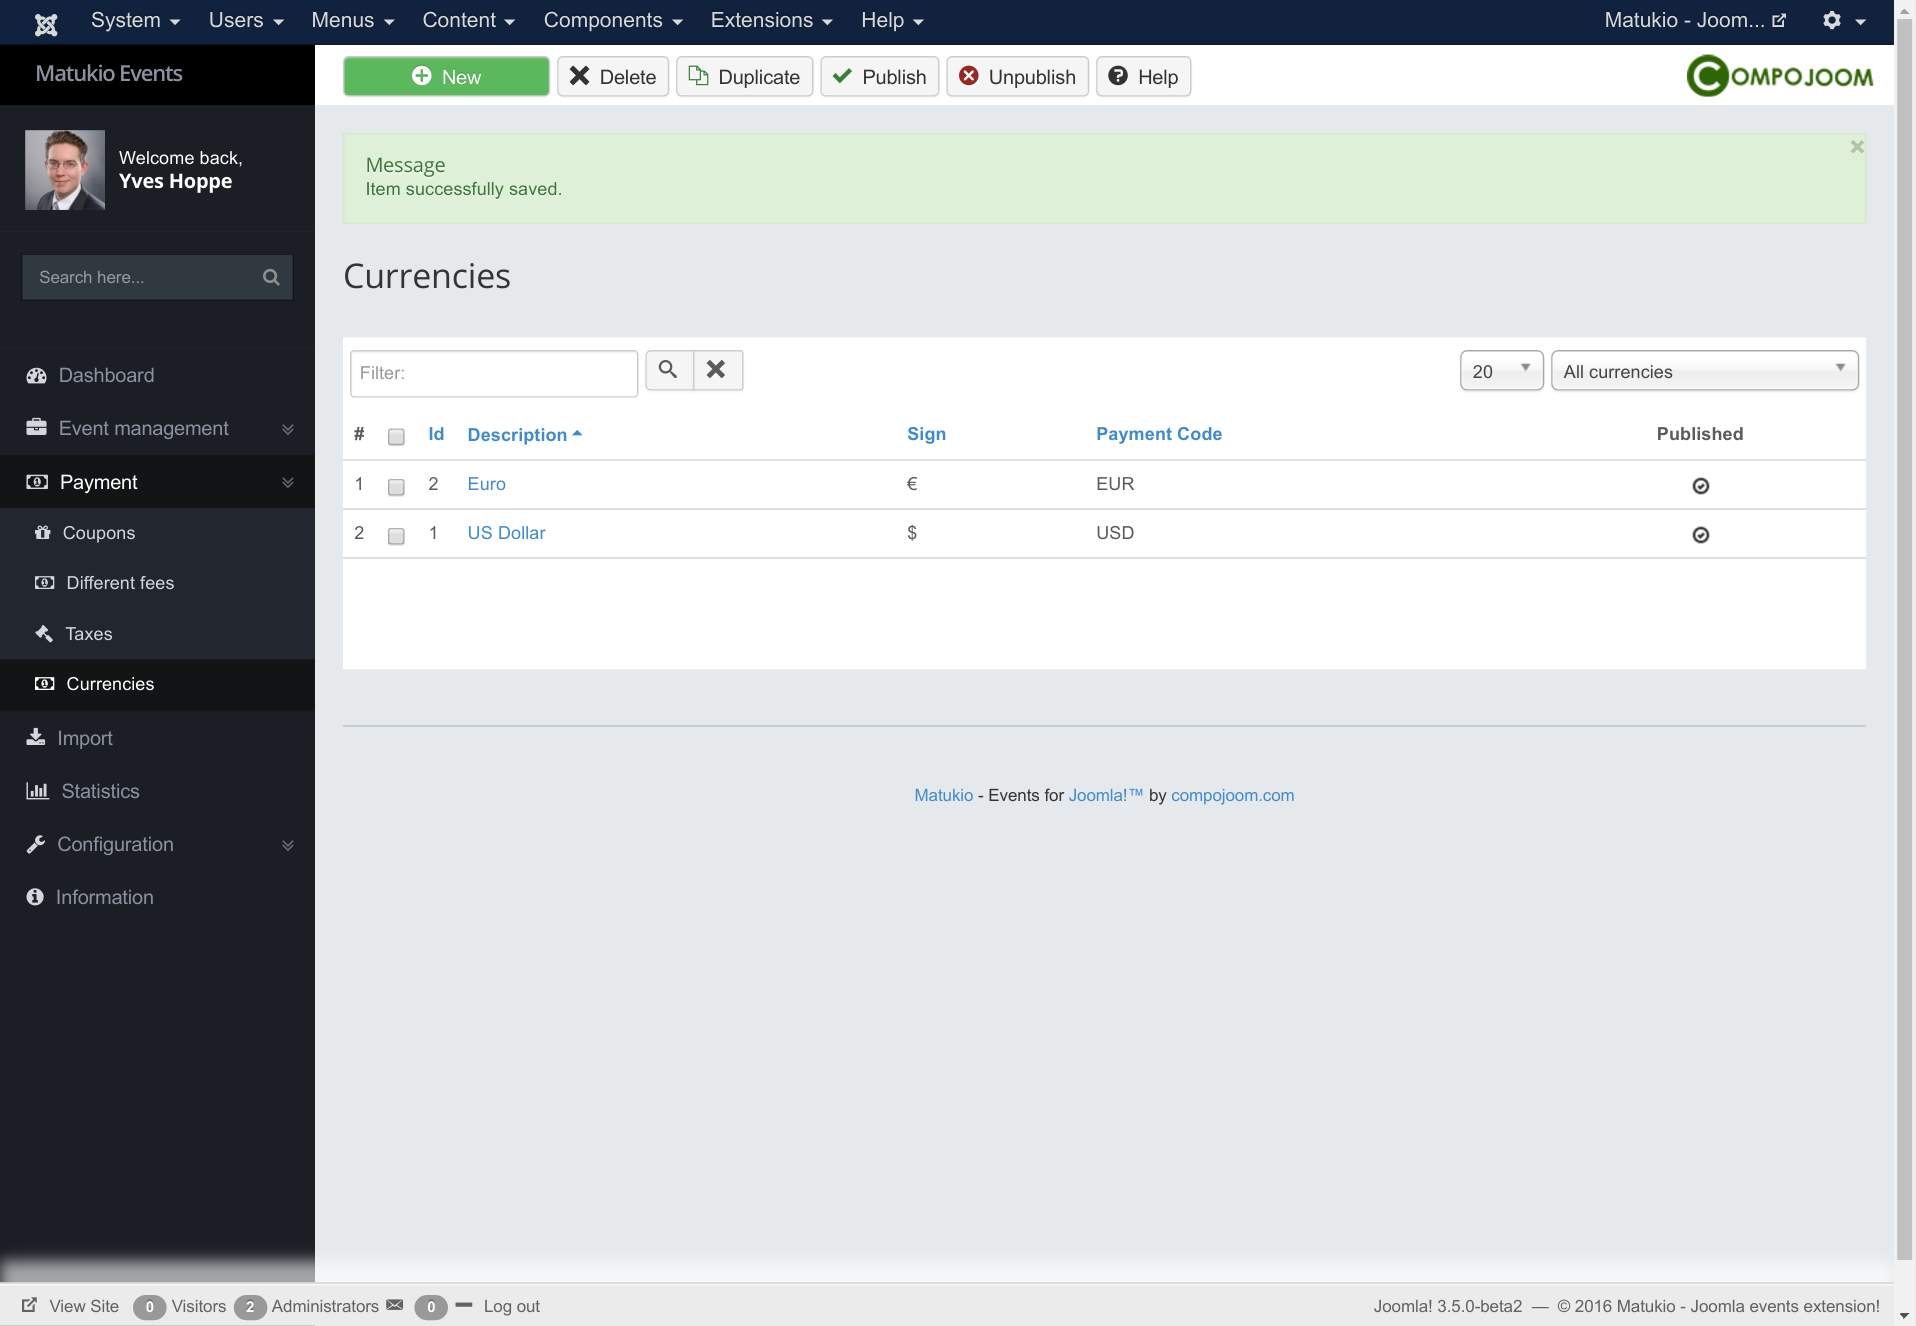 System Users Menus Content Components Extensions Help Matukio - Joom...
Matukio Events
New Delete Duplicate Publish Unpublish Help
COMPOJOOM
Welcome back,
Yves Hoppe
Message
Item successfully saved.
×
Search here...
Currencies
Dashboard
Event management
Payment
Coupons
Different fees
Taxes
Currencies
Import
Statistics
Configuration
Information
Filter: 20 All currencies
# Id Description Sign Payment Code Published
1 2 Euro € EUR
2 1 US Dollar $ USD
Matukio - Events for Joomla!™ by compojoom.com
View Site 0 Visitors 2 Administrators 0 Log out Joomla! 3.5.0-beta2 — © 2016 Matukio - Joomla events extension!